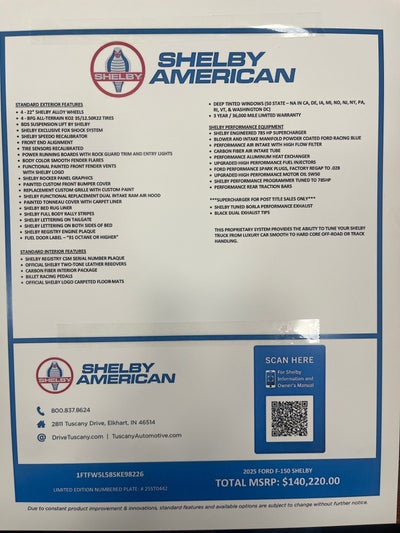 SHELBY
SHELBY
AMERICAN
STANDARD EXTERIOR FEATURES
• 4 - 22" SHELBY ALLOY WHEELS
• 4 - BFG ALL-TERRAIN KO2 35/12.50R22 TIRES
• BDS SUSPENSION LIFT BY SHELBY
• SHELBY EXCLUSIVE FOX SHOCK SYSTEM
• SHELBY SPEEDO RECALIBRATOR
• FRONT END ALIGNMENT
• TIRE SENSORS RECALIBRATED
• POWER RUNNING BOARDS WITH ROCK GUARD TRIM AND ENTRY LIGHTS
• BODY COLOR SMOOTH FENDER FLARES
• FUNCTIONAL PAINTED FRONT FENDER VENTS
WITH SHELBY LOGO
• SHELBY ROCKER PANEL GRAPHICS
• PAINTED CUSTOM FRONT BUMPER COVER
• REPLACEMENT CUSTOM GRILLE WITH CUSTOM PAINT
• SHELBY FUNCTIONAL REPLACEMENT DUAL INTAKE RAM AIR HOOD
• PAINTED TONNEAU COVER WITH CARPET LINER
• SHELBY BED RUG LINER
• SHELBY FULL BODY RALLY STRIPES
• SHELBY LETTERING ON TAILGATE
• SHELBY LETTERING ON BOTH SIDES OF BED
• SHELBY REGISTRY ENGINE PLAQUE
• FUEL DOOR LABEL – "91 OCTANE OR HIGHER"
STANDARD INTERIOR FEATURES
• SHELBY REGISTRY CSM SERIAL NUMBER PLAQUE
• OFFICIAL SHELBY TWO-TONE LEATHER REEOVERS
• CARBON FIBER INTERIOR PACKAGE
• BILLET RACING PEDALS
• OFFICIAL SHELBY LOGO CARPETED FLOORMATS
• DEEP TINTED WINDOWS (50 STATE – NA IN CA, DE, IA, MI, NO, NJ, NY, PA,
RI, VT, & WASHINGTON DC)
• 3 YEAR / 36,000 MILE LIMITED WARRANTY
SHELBY PERFORMANCE EQUIPMENT
• SHELBY ENGINEERED 785 HP SUPERCHARGER
• BLOWER AND INTAKE MANIFOLD POWDER COATED FORD RACING BLUE
• PERFORMANCE AIR INTAKE WITH HIGH FLOW FILTER
• CARBON FIBER AIR INTAKE TUBE
• PERFORMANCE ALUMINUM HEAT EXCHANGER
• UPGRADED HIGH PERFORMANCE FUEL INJECTORS
• FORD PERFORMANCE SPARK PLUGS, FACTORY REGAP TO .028
• UPGRADED HIGH PERFORMANCE MOTOR OIL 5W50
• SHELBY PROGRAMMED PERFORMANCE TUNED TO 785HP
• PERFORMANCE REAR TRACTION BARS
***SUPERCHARGER FOR POST TITLE SALES ONLY***
• SHELBY TUNED BORLA PERFORMANCE EXHAUST
• BLACK DUAL EXHAUST TIPS
THIS PROPRIETARY SYSTEM PROVIDES THE ABILITY TO TUNE YOUR SHELBY
TRUCK FROM LUXURY CAR SMOOTH TO HARD CORE OFF-ROAD OR TRACK
HANDLING.
SHELBY
SHELBY
AMERICAN
800.837.8624
2811 Tuscany Drive, Elkhart, IN 46514
DriveTuscany.com | TuscanyAutomotive.com
SCAN HERE
For Shelby
Information and
Owner's Manual
1FTFW5L58SKE98226
LIMITED EDITION NUMBERED PLATE: # 25ST0442
2025 FORD F-150 SHELBY
TOTAL MSRP: $140,220.00
Due to constant product improvement & innovations, standard features and available options are subject to change without further notice.